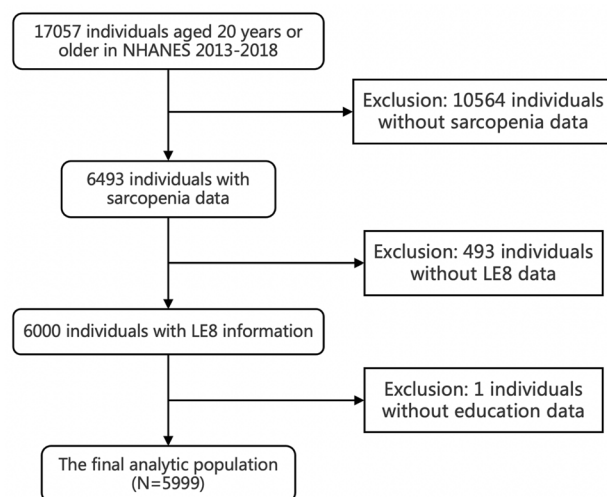 17057 individuals aged 20 years or
older in NHANES 2013-2018
Exclusion: 10564 individuals
without sarcopenia data
6493 individuals with
sarcopenia data
Exclusion: 493 individuals
without LE8 data
6000 individuals with LE8 information
Exclusion: 1 individuals
without education data
The final analytic population
(N=5999)